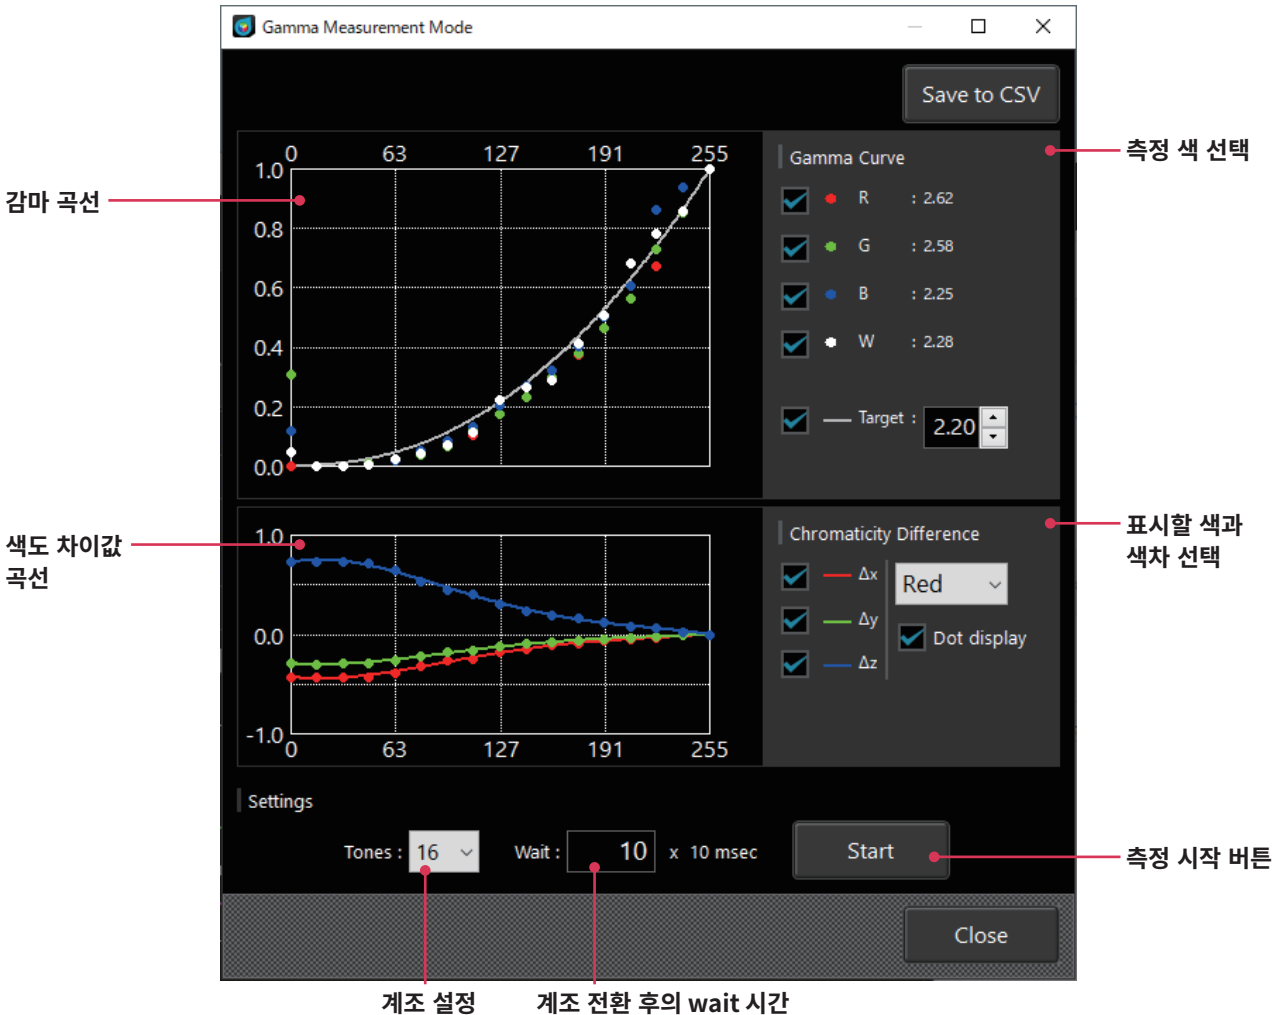 Gamma Measurement Mode
Save to CSV
감마 곡선
0 63 127 191 255
1.0
0.8
0.6
0.4
0.2
0.0
Gamma Curve
측정 색 선택
R : 2.62
G : 2.58
B : 2.25
W : 2.28
Target : 2.20
색도 차이값
곡선
1.0
0.0
-1.0
0 63 127 191 255
Chromaticity Difference
표시할 색과
색차 선택
Δx
Δy
Δz
Red
Dot display
Settings
Tones : 16 Wait : 10 x 10 msec
Start
측정 시작 버튼
Close
계조 설정
계조 전환 후의 wait 시간